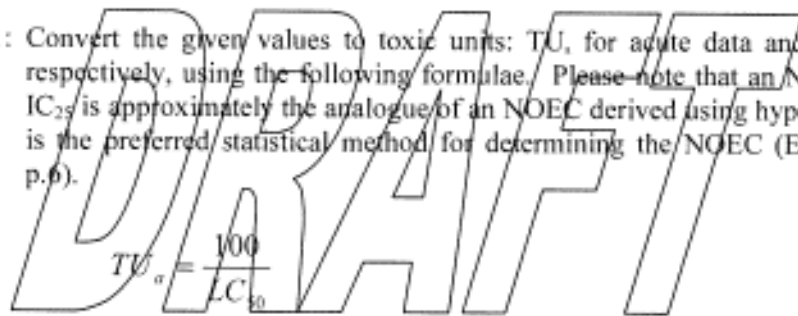 : Convert the given values to toxic units: TU, for acute data and
respectively, using the following formulae. Please note that an N
IC25 is approximately the analogue of an NOEC derived using hyp
is the preferred statistical method for determining the NOEC (E
p.6).
DRAFT
TU_a = 100 / LC50